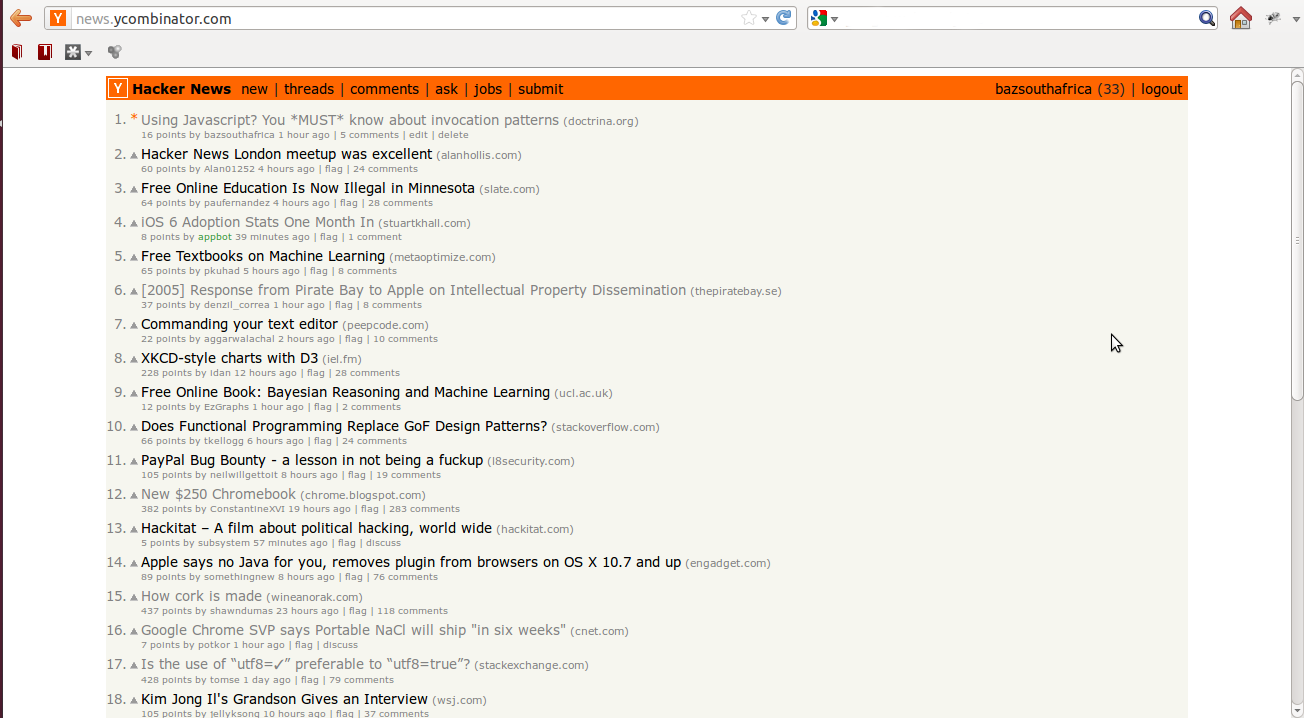 Y news.ycombinator.com
Y Hacker News new | threads | comments | ask | jobs | submit bazsouthafrica (33) | logout
1. * Using Javascript? You *MUST* know about invocation patterns (doctrina.org)
16 points by bazsouthafrica 1 hour ago | 5 comments | edit | delete
2. Hacker News London meetup was excellent (alanhollis.com)
60 points by Alan01252 4 hours ago | flag | 24 comments
3. Free Online Education Is Now Illegal in Minnesota (slate.com)
64 points by paufernandez 4 hours ago | flag | 28 comments
4. iOS 6 Adoption Stats One Month In (stuartkhall.com)
8 points by appbot 39 minutes ago | flag | 1 comment
5. Free Textbooks on Machine Learning (metaoptimize.com)
65 points by pkuhad 5 hours ago | flag | 8 comments
6. [2005] Response from Pirate Bay to Apple on Intellectual Property Dissemination (thepiratebay.se)
37 points by denzil_correa 1 hour ago | flag | 8 comments
7. Commanding your text editor (peepcode.com)
22 points by aggarwalachal 2 hours ago | flag | 10 comments
8. XKCD-style charts with D3 (iel.fm)
228 points by idan 12 hours ago | flag | 28 comments
9. Free Online Book: Bayesian Reasoning and Machine Learning (ucl.ac.uk)
12 points by EzGraphs 1 hour ago | flag | 2 comments
10. Does Functional Programming Replace GoF Design Patterns? (stackoverflow.com)
66 points by tkellogg 6 hours ago | flag | 24 comments
11. PayPal Bug Bounty - a lesson in not being a fuckup (l8security.com)
105 points by neilwillgettoit 8 hours ago | flag | 19 comments
12. New $250 Chromebook (chrome.blogspot.com)
382 points by ConstantineXVI 19 hours ago | flag | 283 comments
13. Hackitat – A film about political hacking, world wide (hackitat.com)
5 points by subsystem 57 minutes ago | flag | discuss
14. Apple says no Java for you, removes plugin from browsers on OS X 10.7 and up (engadget.com)
89 points by somethingnew 8 hours ago | flag | 76 comments
15. How cork is made (wineanorak.com)
437 points by shawndumas 23 hours ago | flag | 118 comments
16. Google Chrome SVP says Portable NaCl will ship "in six weeks" (cnet.com)
7 points by potkor 1 hour ago | flag | discuss
17. Is the use of “utf8=✓” preferable to “utf8=true”? (stackexchange.com)
428 points by tomse 1 day ago | flag | 79 comments
18. Kim Jong Il's Grandson Gives an Interview (wsj.com)
105 points by jellyksong 10 hours ago | flag | 37 comments